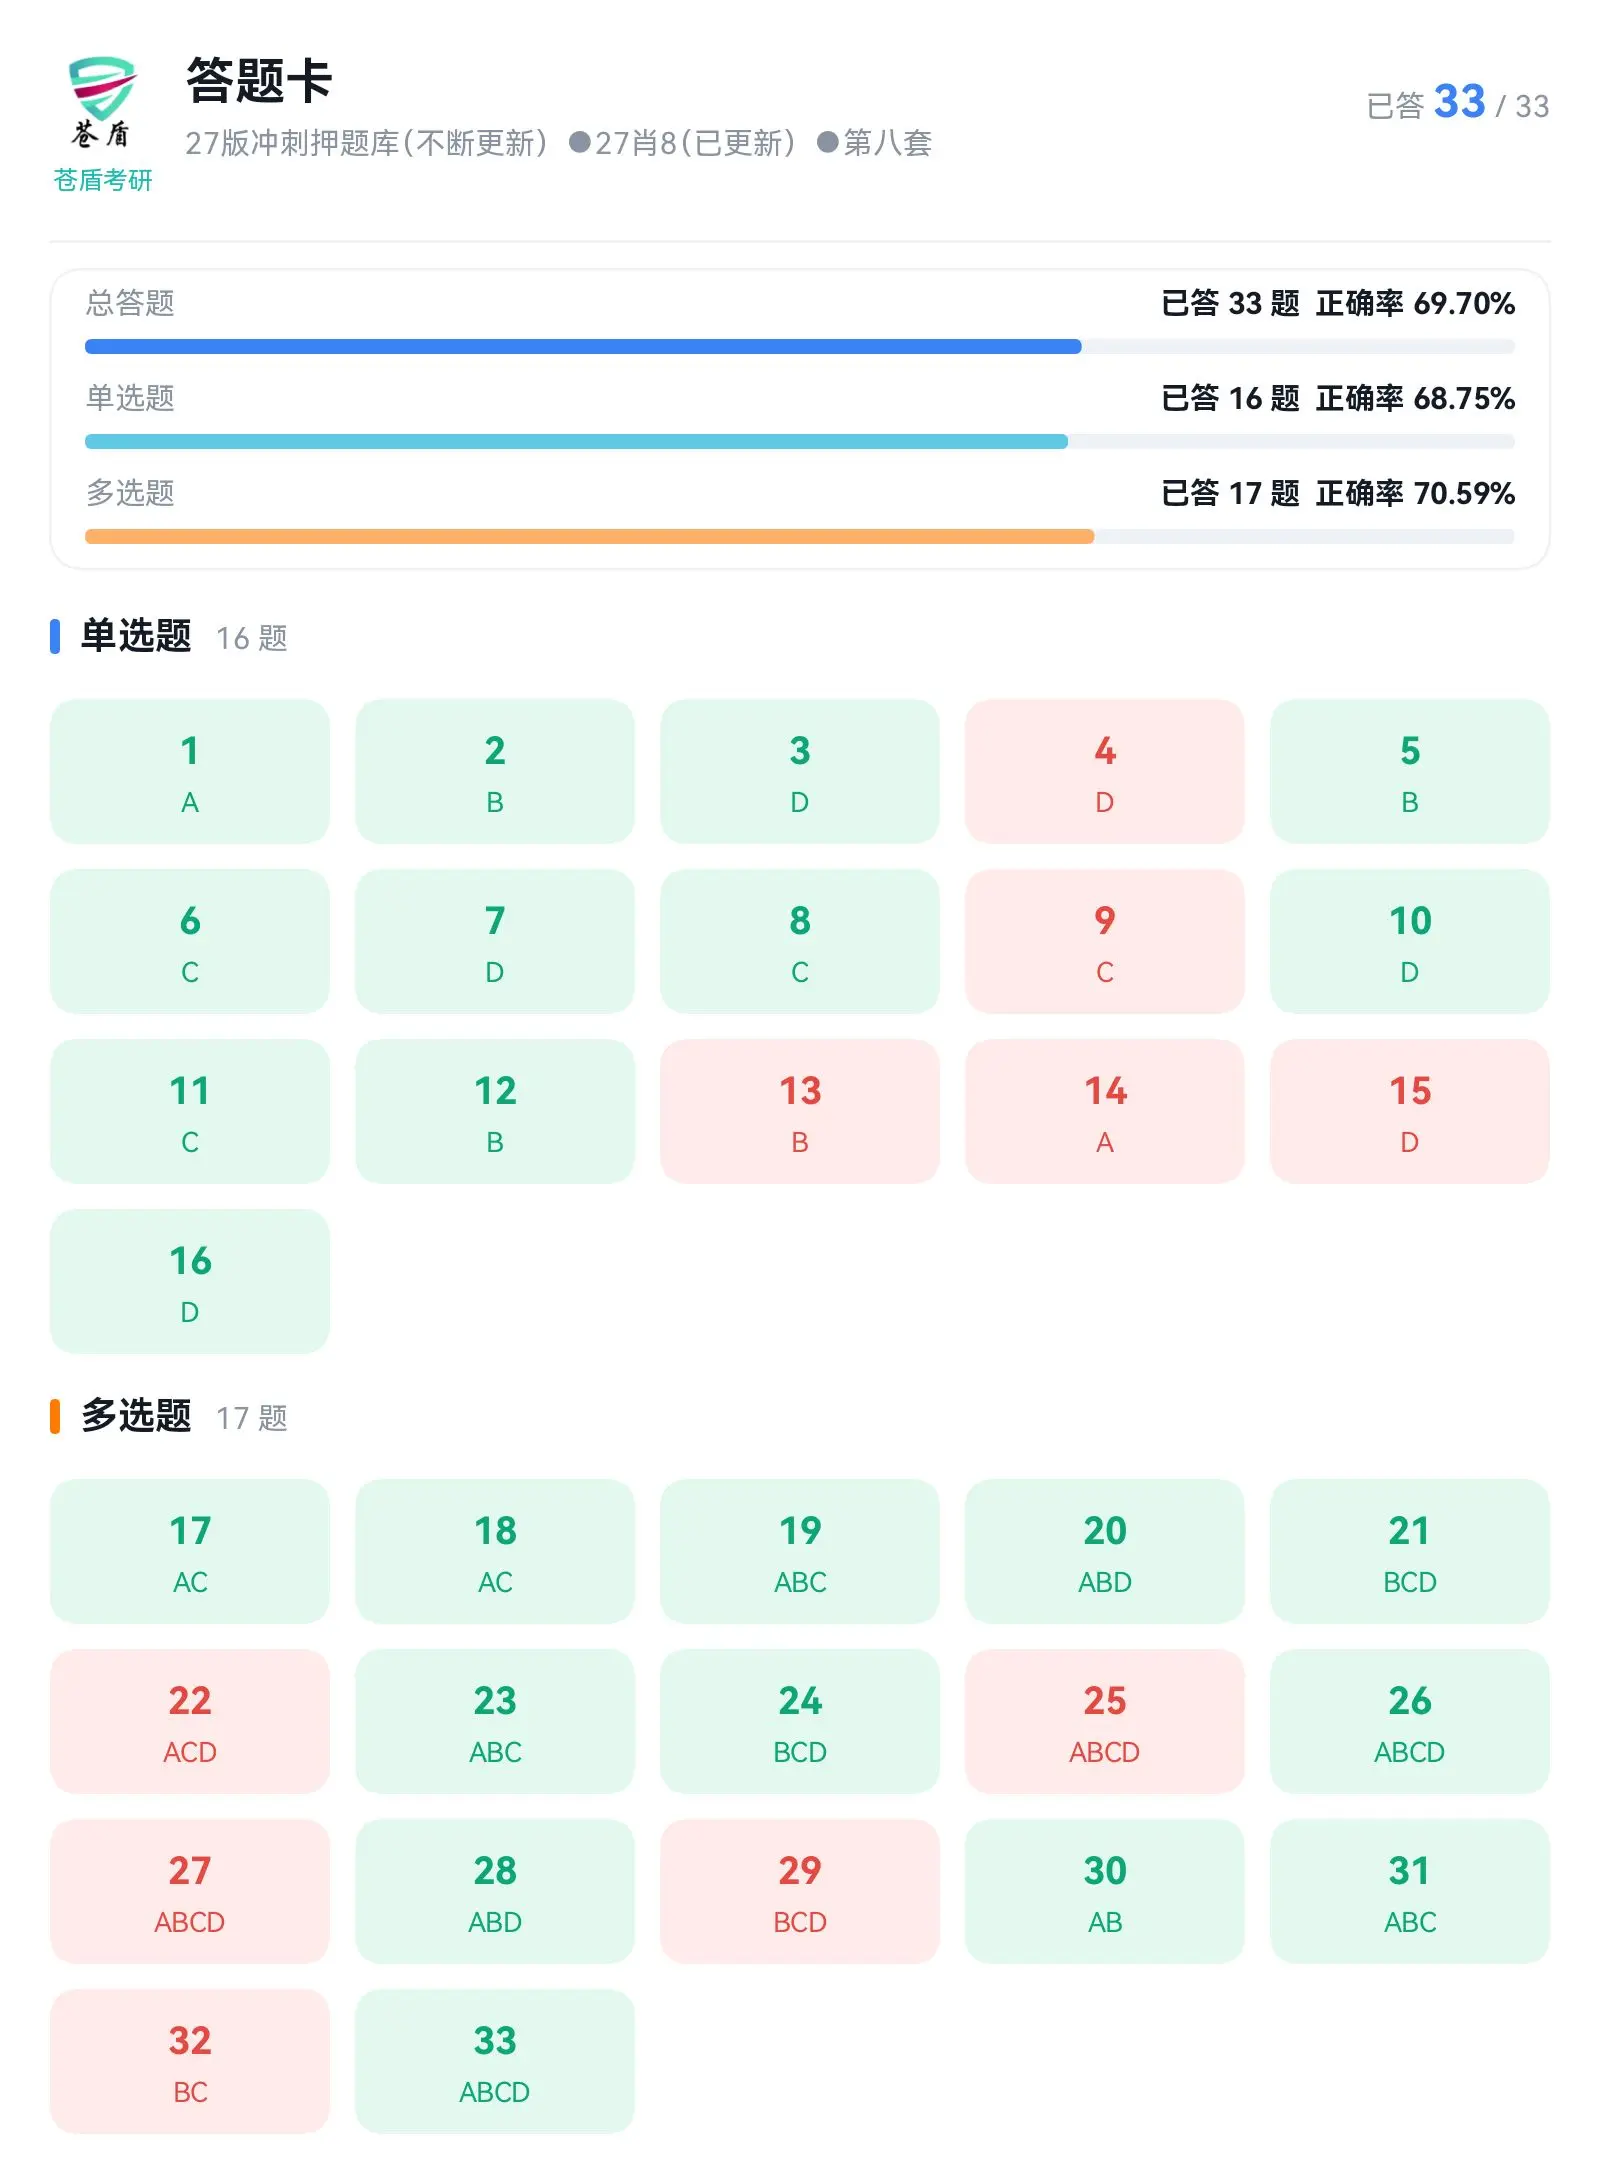 答题卡
已答 33 / 33
27版冲刺押题库(不断更新) ●27肖8(已更新) ●第八套
苍盾
苍盾考研
总答题 已答 33 题 正确率 69.70%
单选题 已答 16 题 正确率 68.75%
多选题 已答 17 题 正确率 70.59%
单选题 16 题
1 2 3 4 5
A B D D B
6 7 8 9 10
C D C C D
11 12 13 14 15
C B B A D
16
D
多选题 17 题
17 18 19 20 21
AC AC ABC ABD BCD
22 23 24 25 26
ACD ABC BCD ABCD ABCD
27 28 29 30 31
ABCD ABD BCD AB ABC
32 33
BC ABCD